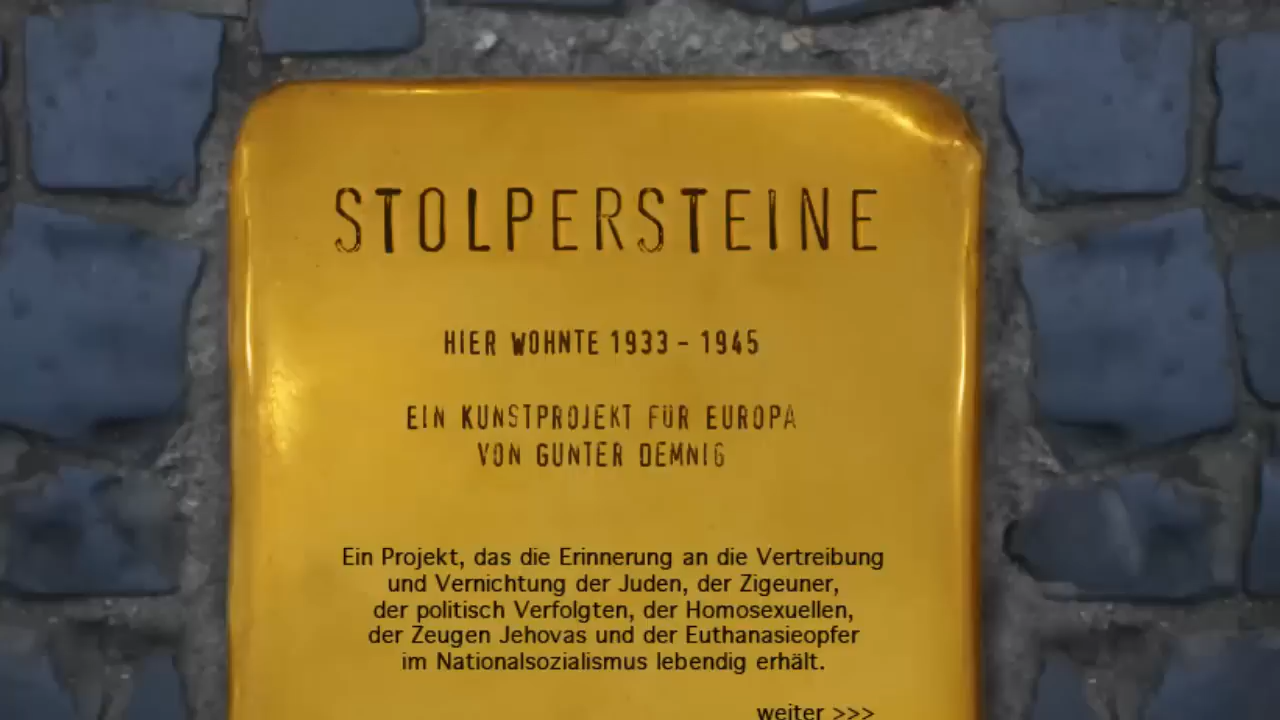 STOLPERSTEINE
HIER WOHNTE 1933 - 1945
EIN KUNSTPROJEKT FÜR EUROPA
VON GUNTER DEMNIG
Ein Projekt, das die Erinnerung an die Vertreibung
und Vernichtung der Juden, der Zigeuner,
der politisch Verfolgten, der Homosexuellen,
der Zeugen Jehovas und der Euthanasieopfer
im Nationalsozialismus lebendig erhält.
weiter >>>